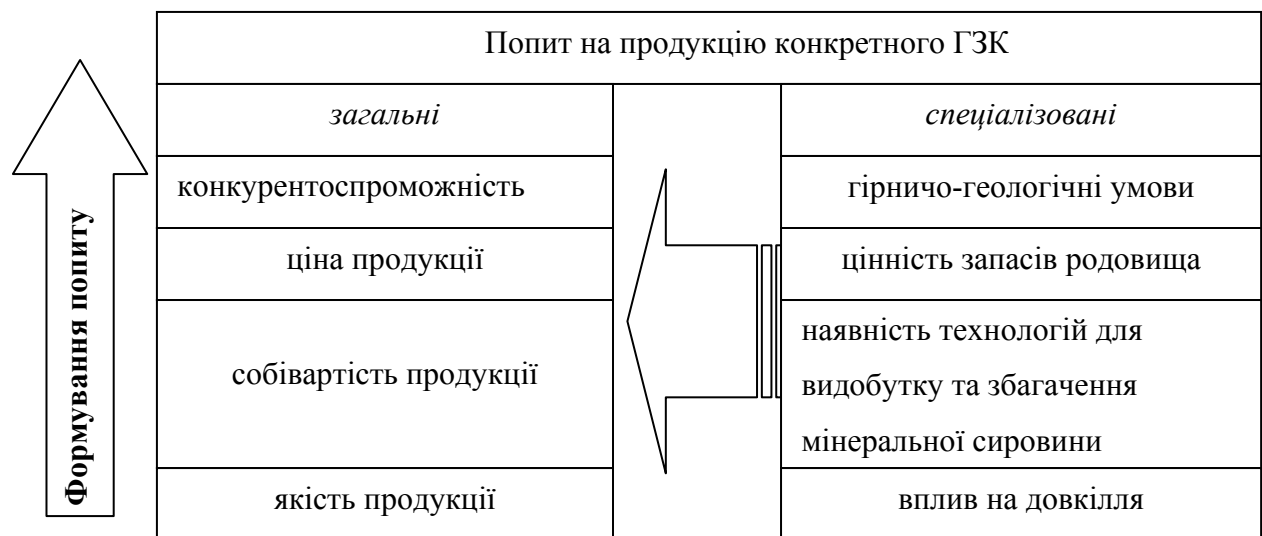 Попит на продукцію конкретного ГЗК
загальні
спеціалізовані
конкурентоспроможність
гірничо-геологічні умови
ціна продукції
цінність запасів родовища
собівартість продукції
наявність технологій для
видобутку та збагачення
мінеральної сировини
якість продукції
вплив на довкілля
Формування попиту